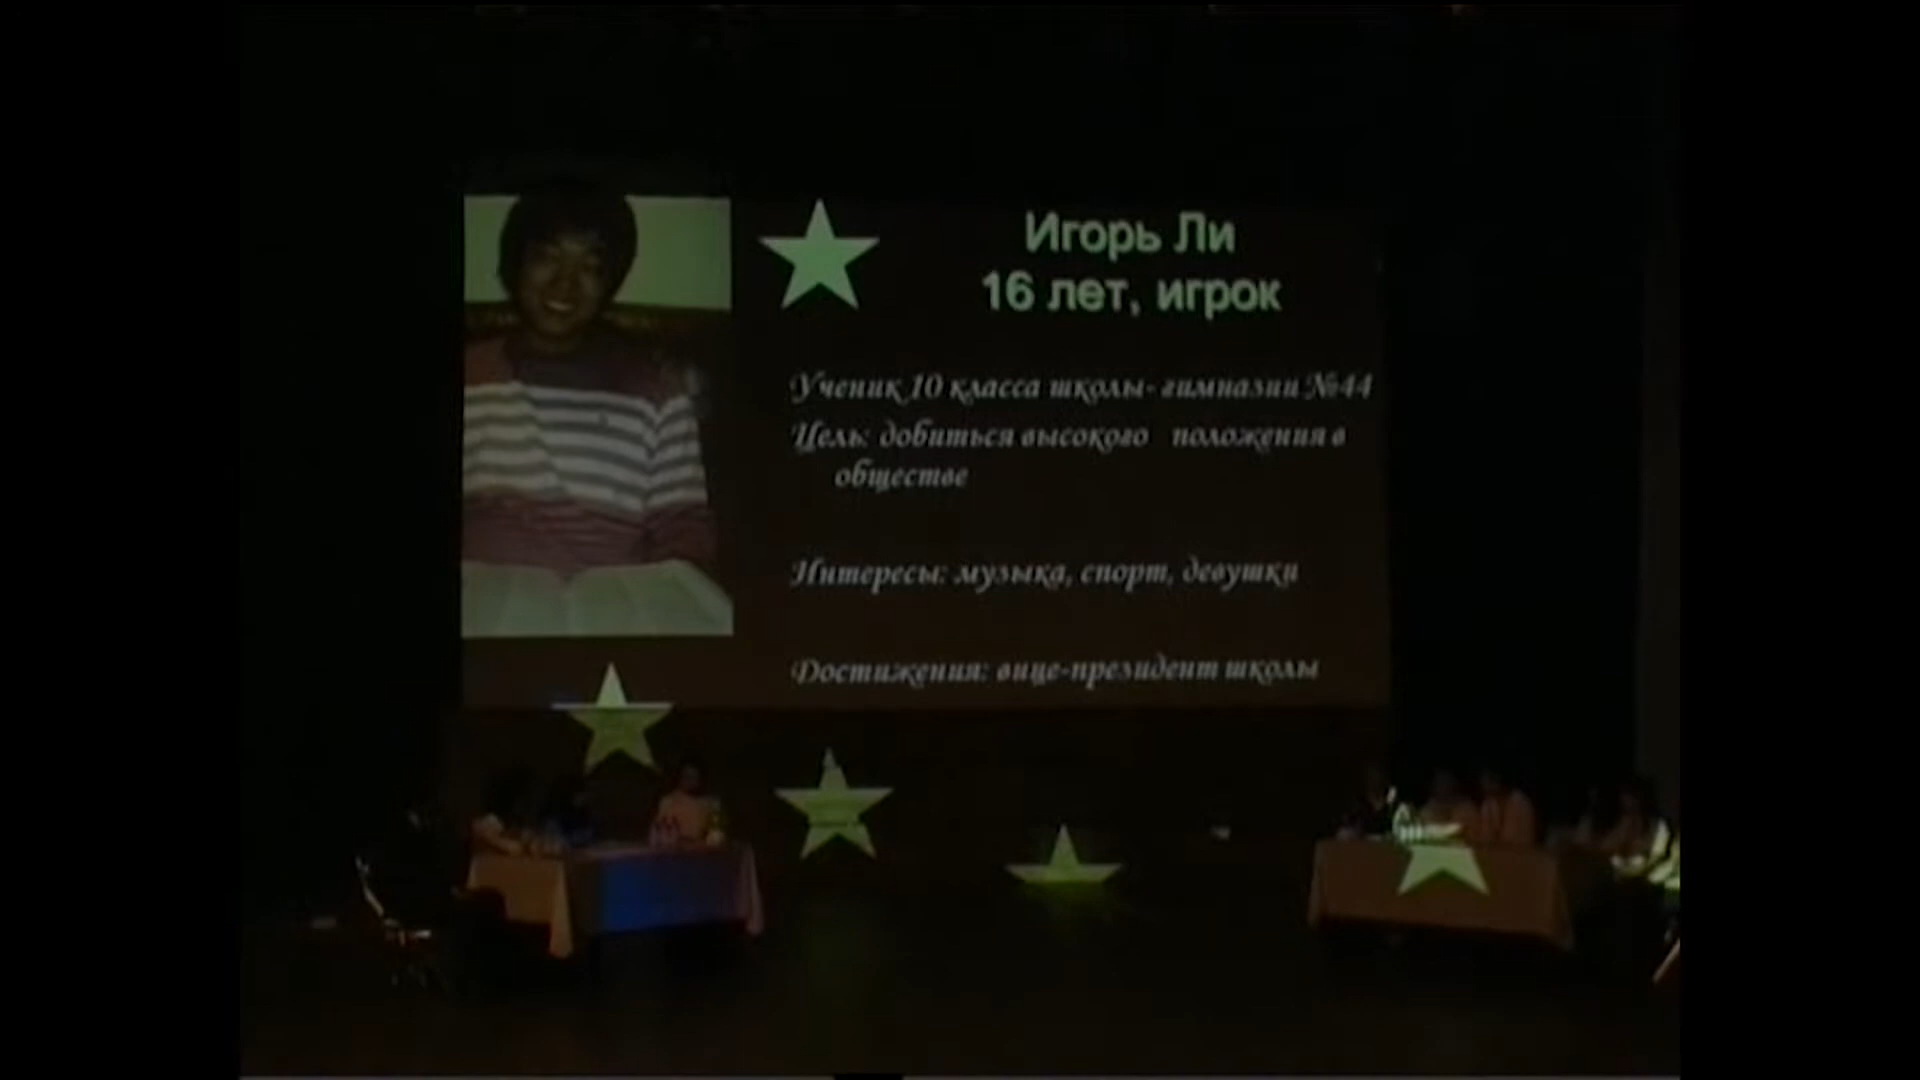 Игорь Ли
16 лет, игрок
Ученик 10 класса школы- гимназии №44
Цель: добиться высокого положения в
обществе
Интересы: музыка, спорт, девушки
Достижения: вице-президент школы